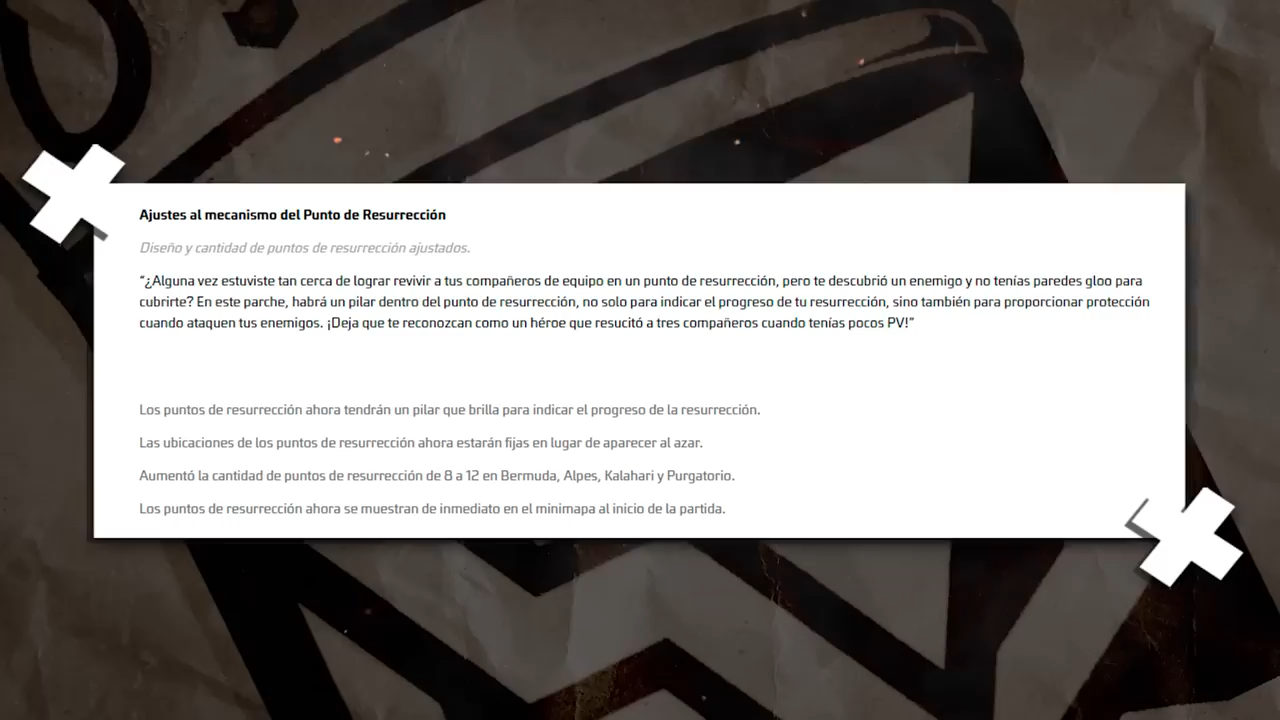 Ajustes al mecanismo del Punto de Resurrección
Diseño y cantidad de puntos de resurrección ajustados.
“¿Alguna vez estuviste tan cerca de lograr revivir a tus compañeros de equipo en un punto de resurrección, pero te descubrió un enemigo y no tenías paredes gloo para
cubrirte? En este parche, habrá un pilar dentro del punto de resurrección, no solo para indicar el progreso de tu resurrección, sino también para proporcionar protección
cuando ataquen tus enemigos. ¡Deja que te reconozcan como un héroe que resucitó a tres compañeros cuando tenías pocos PV!”
Los puntos de resurrección ahora tendrán un pilar que brilla para indicar el progreso de la resurrección.
Las ubicaciones de los puntos de resurrección ahora estarán fijas en lugar de aparecer al azar.
Aumentó la cantidad de puntos de resurrección de 8 a 12 en Bermuda, Alpes, Kalahari y Purgatorio.
Los puntos de resurrección ahora se muestran de inmediato en el minimapa al inicio de la partida.